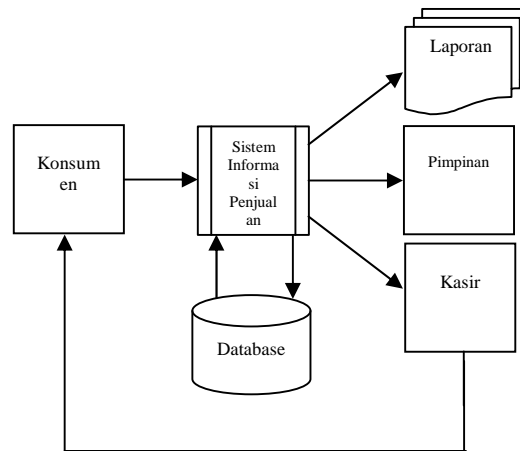 Laporan
Konsum
en
Sistem
Informa
si
Penjual
an
Pimpinan
Kasir
Database